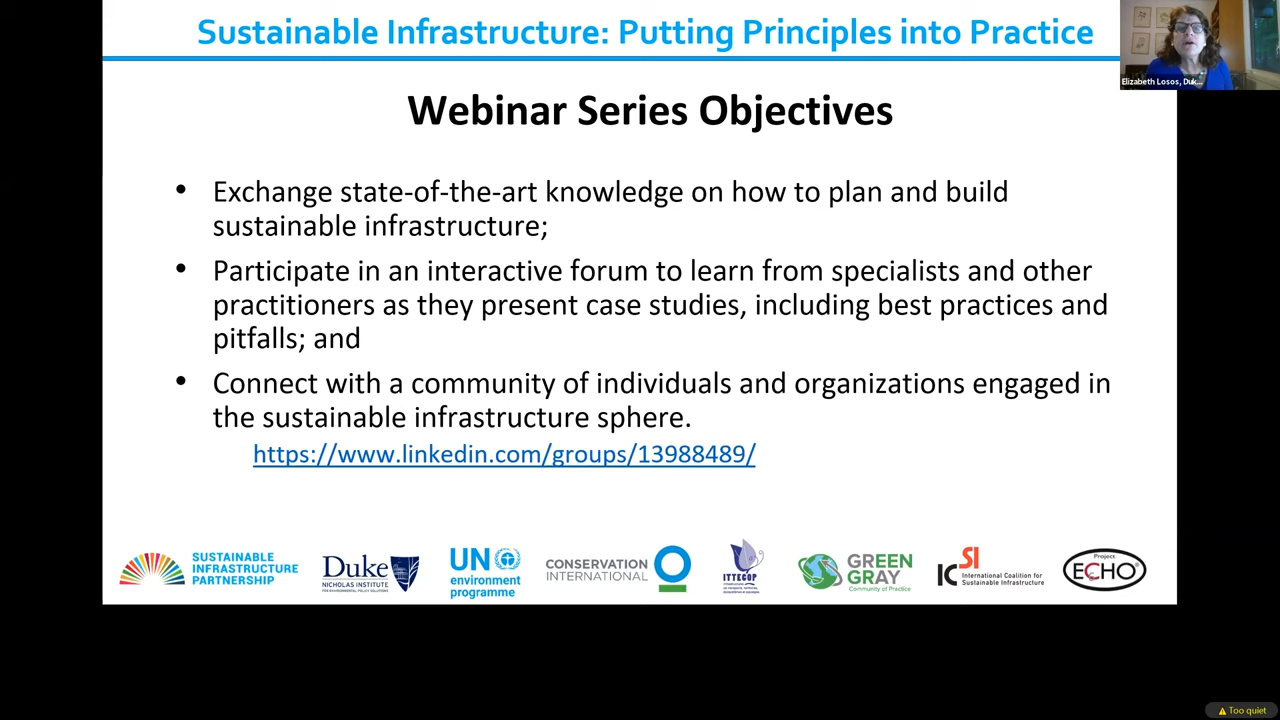 Sustainable Infrastructure: Putting Principles into Practice
Elizabeth Losos, Duk...
Webinar Series Objectives
• Exchange state-of-the-art knowledge on how to plan and build
sustainable infrastructure;
• Participate in an interactive forum to learn from specialists and other
practitioners as they present case studies, including best practices and
pitfalls; and
• Connect with a community of individuals and organizations engaged in
the sustainable infrastructure sphere.
https://www.linkedin.com/groups/13988489/
SUSTAINABLE
INFRASTRUCTURE
PARTNERSHIP
Duke
NICHOLAS INSTITUTE
FOR ENVIRONMENTAL POLICY SOLUTIONS
UN
environment
programme
CONSERVATION
INTERNATIONAL
ITTECOP
GREEN
GRAY
Community of Practice
ICSI
International Coalition for
Sustainable Infrastructure
Project
ECHO
Too quiet